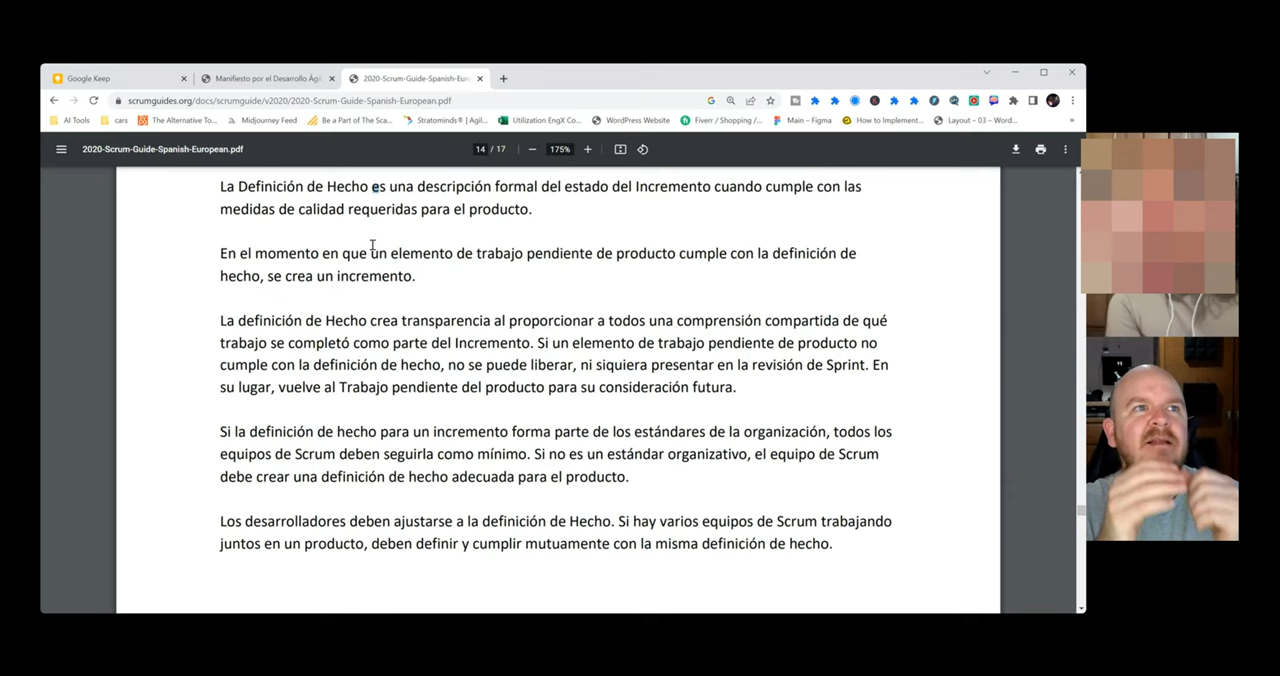 Google Keep
Manifiesto por el Desarrollo Ágil
2020-Scrum-Guide-Spanish-Euro
scrumguides.org/docs/scrumguide/v2020/2020-Scrum-Guide-Spanish-European.pdf
AI Tools
cars
The Alternative To...
Midjourney Feed
Be a Part of The Sca...
Stratominds® | Agil...
Utilization EngX Co...
WordPress Website
Fiverr / Shopping /...
Main – Figma
How to Implement...
Layout – 03 – Word...
2020-Scrum-Guide-Spanish-European.pdf
14 / 17
175%
La Definición de Hecho es una descripción formal del estado del Incremento cuando cumple con las
medidas de calidad requeridas para el producto.
En el momento en que un elemento de trabajo pendiente de producto cumple con la definición de
hecho, se crea un incremento.
La definición de Hecho crea transparencia al proporcionar a todos una comprensión compartida de qué
trabajo se completó como parte del Incremento. Si un elemento de trabajo pendiente de producto no
cumple con la definición de hecho, no se puede liberar, ni siquiera presentar en la revisión de Sprint. En
su lugar, vuelve al Trabajo pendiente del producto para su consideración futura.
Si la definición de hecho para un incremento forma parte de los estándares de la organización, todos los
equipos de Scrum deben seguirla como mínimo. Si no es un estándar organizativo, el equipo de Scrum
debe crear una definición de hecho adecuada para el producto.
Los desarrolladores deben ajustarse a la definición de Hecho. Si hay varios equipos de Scrum trabajando
juntos en un producto, deben definir y cumplir mutuamente con la misma definición de hecho.